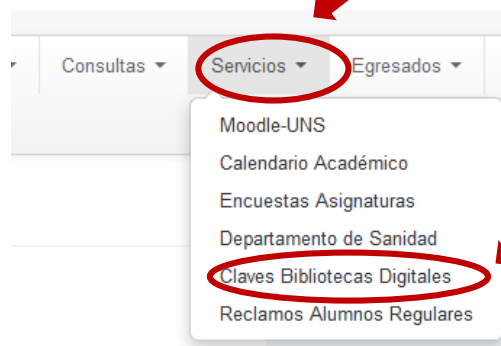 Consultas Servicios Egresados
Moodle-UNS
Calendario Académico
Encuestas Asignaturas
Departamento de Sanidad
Claves Bibliotecas Digitales
Reclamos Alumnos Regulares